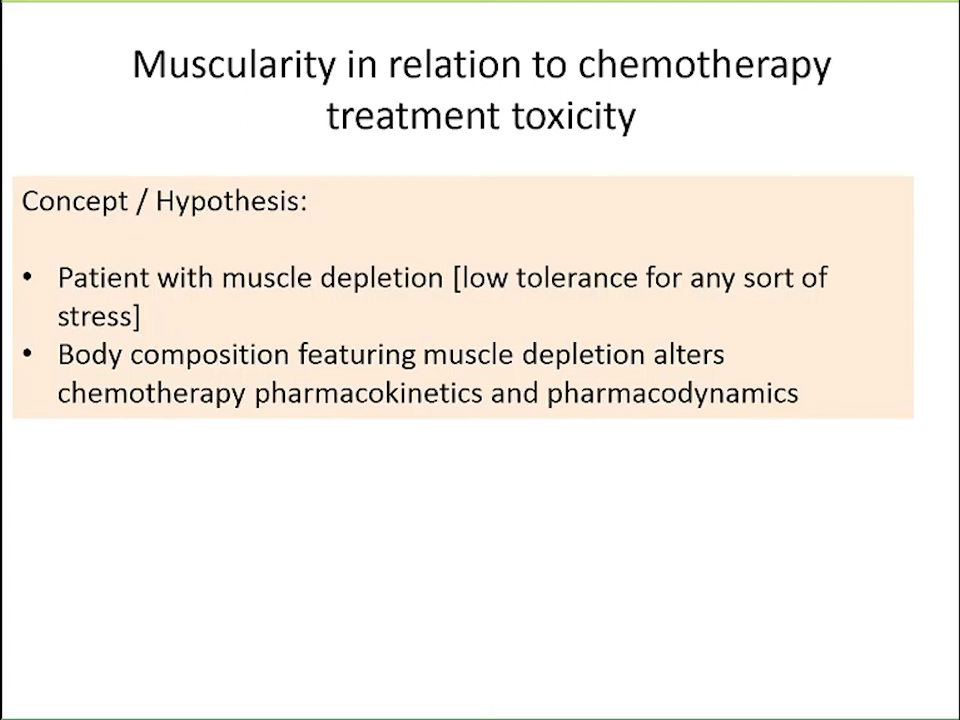 Muscularity in relation to chemotherapy
treatment toxicity
Concept / Hypothesis:
• Patient with muscle depletion [low tolerance for any sort of
stress]
• Body composition featuring muscle depletion alters
chemotherapy pharmacokinetics and pharmacodynamics